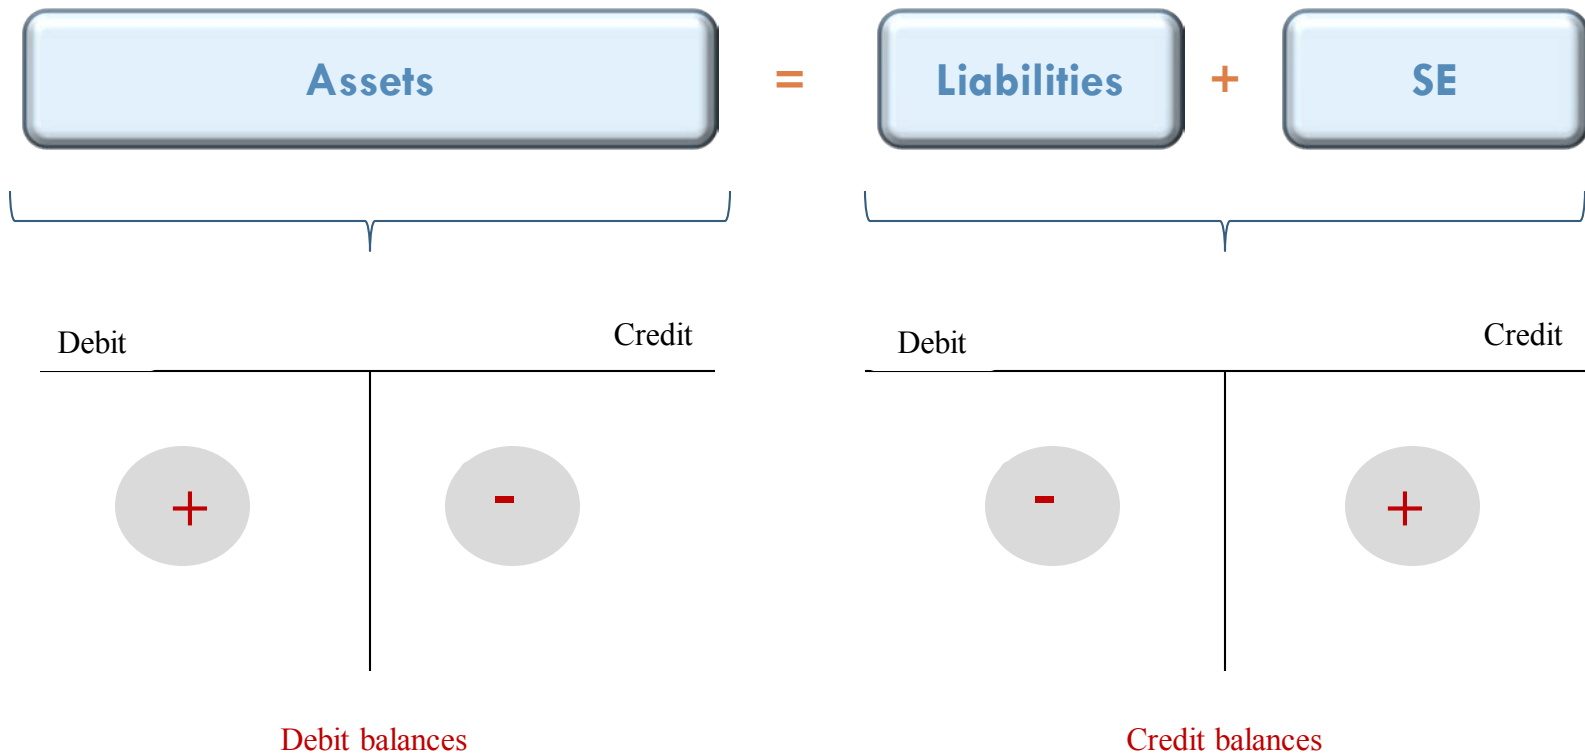 Assets = Liabilities + SE
Debit Credit Debit Credit
+ - - +
Debit balances Credit balances